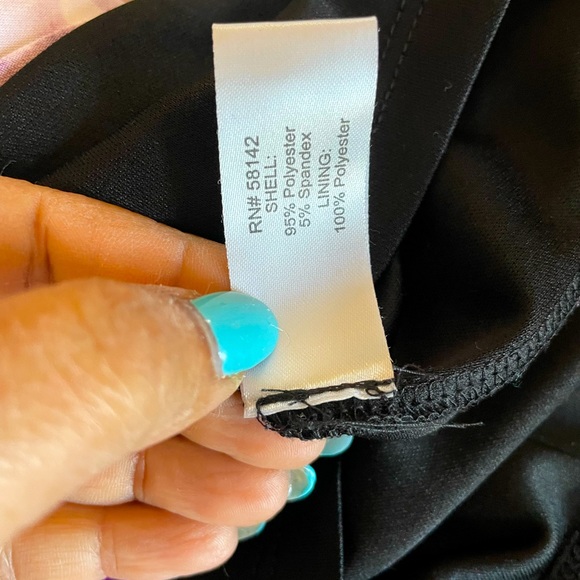 RN# 58142
SHELL:
95% Polyester
5% Spandex
LINING:
100% Polyester